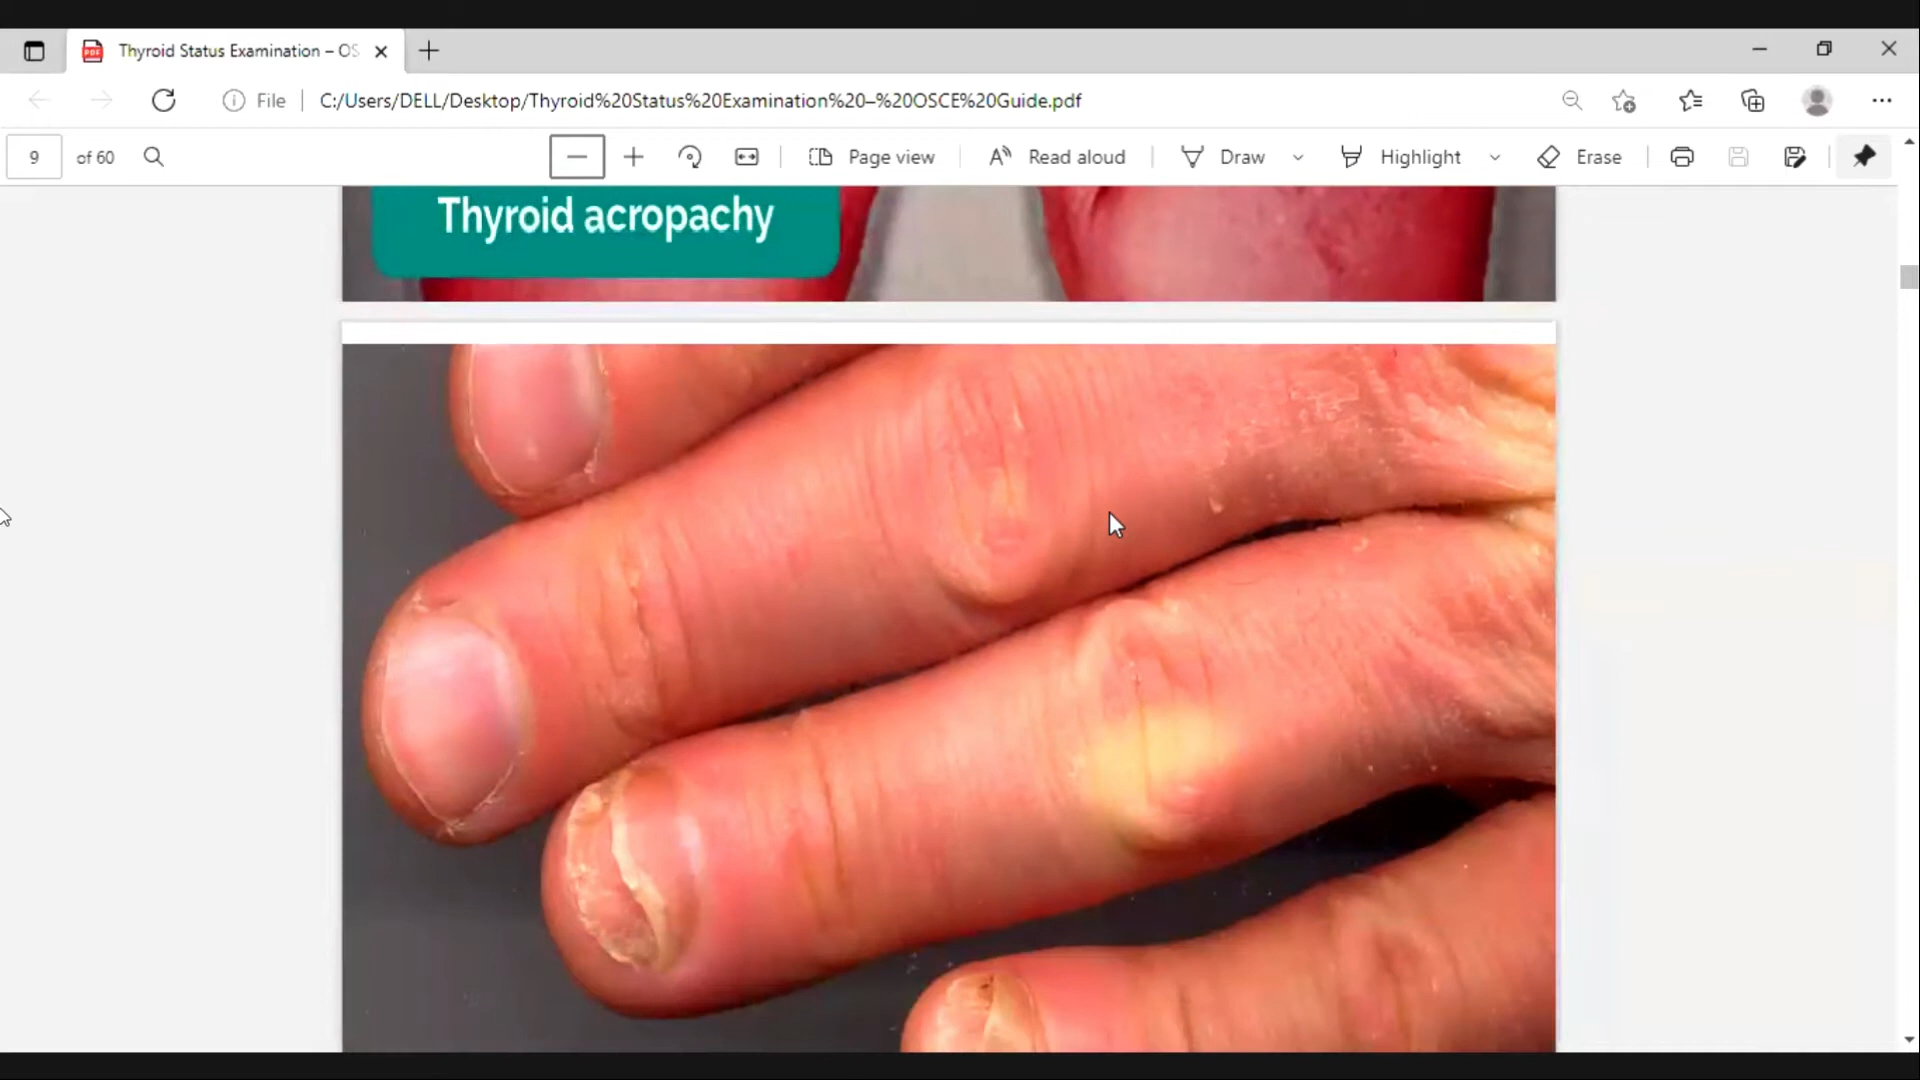 Thyroid Status Examination – OS
File
C:/Users/DELL/Desktop/Thyroid%20Status%20Examination%20–%20OSCE%20Guide.pdf
9 of 60
Page view
Read aloud
Draw
Highlight
Erase
Thyroid acropachy